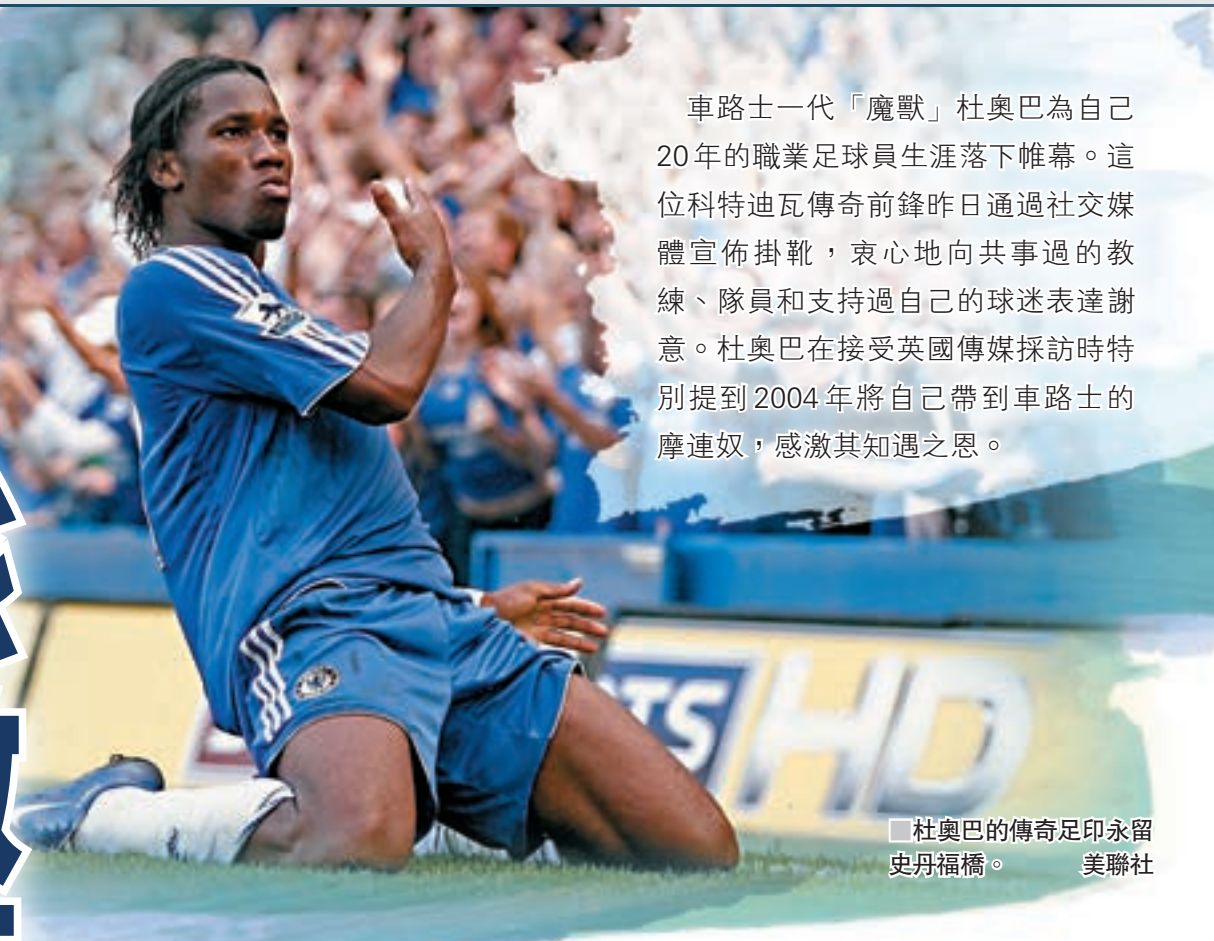 車路士一代「魔獸」杜奧巴為自己
20年的職業足球員生涯落下帷幕。這
位科特迪瓦傳奇前鋒昨日通過社交媒
體宣佈掛靴，衷心地向共事過的教
練、隊員和支持過自己的球迷表達謝
意。杜奧巴在接受英國傳媒採訪時特
別提到2004年將自己帶到車路士的
摩連奴，感激其知遇之恩。
TS HD
■杜奧巴的傳奇足印永留
史丹福橋。 美聯社